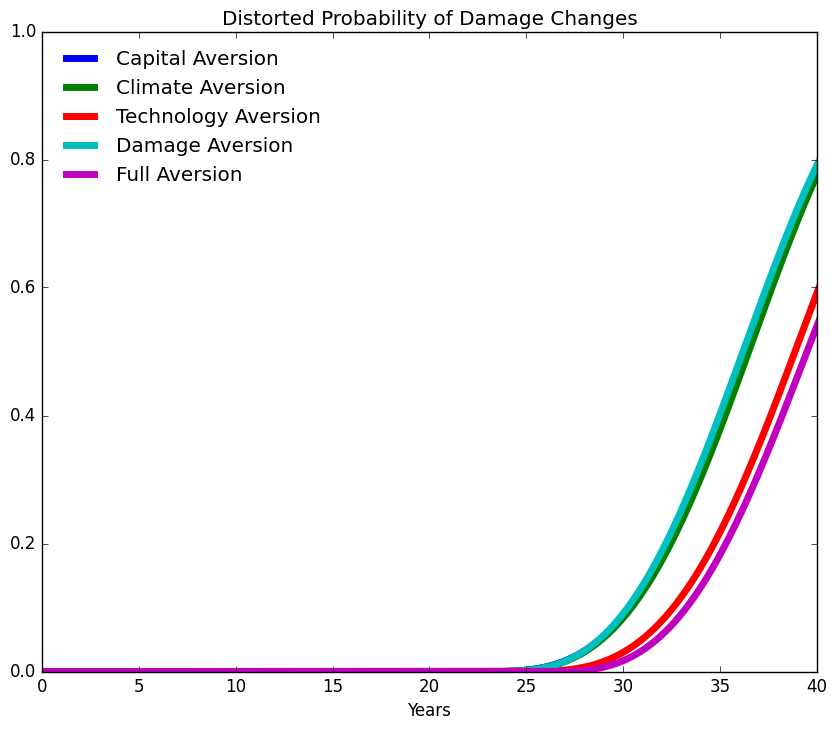 Distorted Probability of Damage Changes
1.0
Capital Aversion
Climate Aversion
Technology Aversion
Damage Aversion
Full Aversion
0.8
0.6
0.4
0.2
0.0
0 5 10 15 20 25 30 35 40
Years